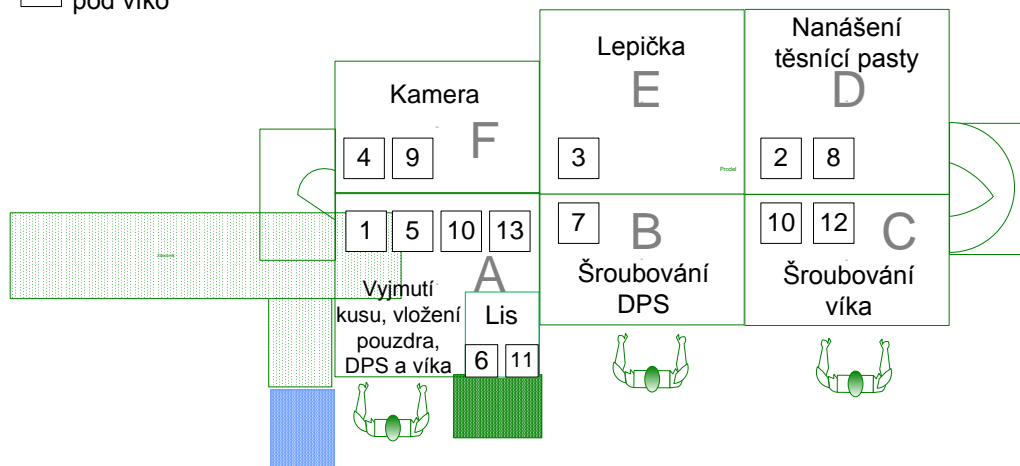 pod víko
Nanášení
těsnící pasty
D
Lepička
E
Kamera
F
4 9
3
2 8
Prodel
1 5 10 13
7
10 12
A
B
C
Vyjmutí
kusu, vložení
pouzdra,
DPS a víka
Lis
6 11
Šroubování
DPS
Šroubování
víka